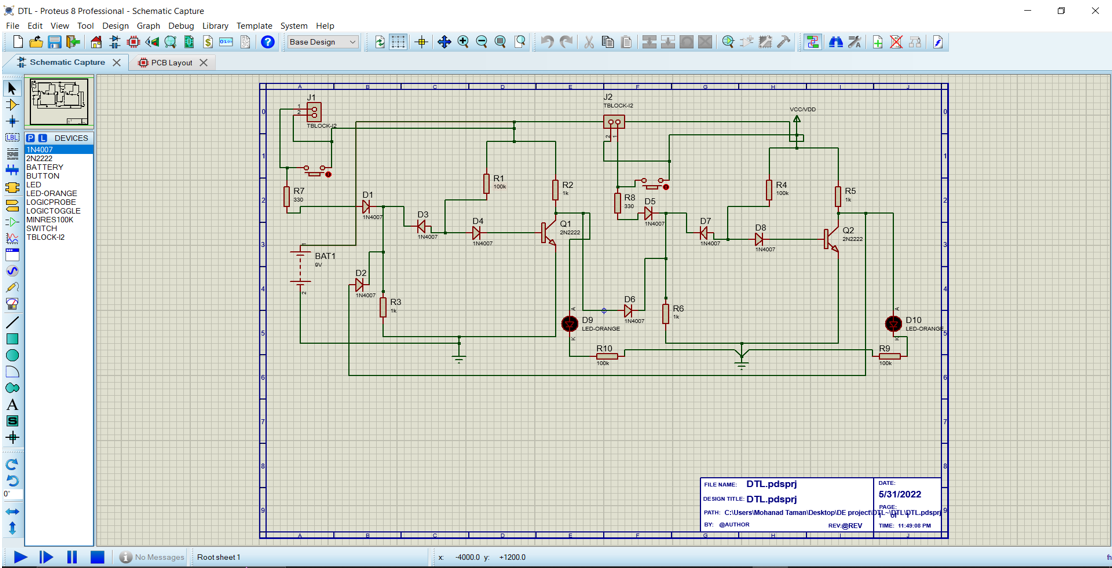 DTL - Proteus 8 Professional - Schematic Capture
File Edit View Tool Design Graph Debug Library Template System Help
Base Design
Schematic Capture
PCB Layout
P L DEVICES
1N4007
2N2222
BATTERY
BUTTON
LED
LED-ORANGE
LOGICPROBE
LOGICTOGGLE
MINRES100K
SWITCH
TBLOCK-I2
LBL
A
S
0°
A B C D E F G H I J
0
1
2
3
4
5
6
7
8
9
J1
TBLOCK-I2
J2
TBLOCK-I2
VCC/VDD
R7
330
D1
1N4007
D3
1N4007
R1
100k
D4
1N4007
R2
1k
Q1
2N2222
R8
330
D5
1N4007
D7
1N4007
R4
100k
D8
1N4007
R5
1k
Q2
2N2222
BAT1
9V
D2
1N4007
R3
1k
D6
1N4007
R6
1k
D9
LED-ORANGE
D10
LED-ORANGE
R10
100k
R9
100k
FILE NAME: DTL.pdsprj
DESIGN TITLE: DTL.pdsprj
PATH: C:\Users\Mohanad Taman\Desktop\DE project\DTL-\DTL\DTL.pdsprj
BY: @AUTHOR
REV:@REV
DATE:
5/31/2022
PAGE:
TIME: 11:49:08 PM
No Messages
Root sheet 1
x: -4000.0 y: +1200.0
th